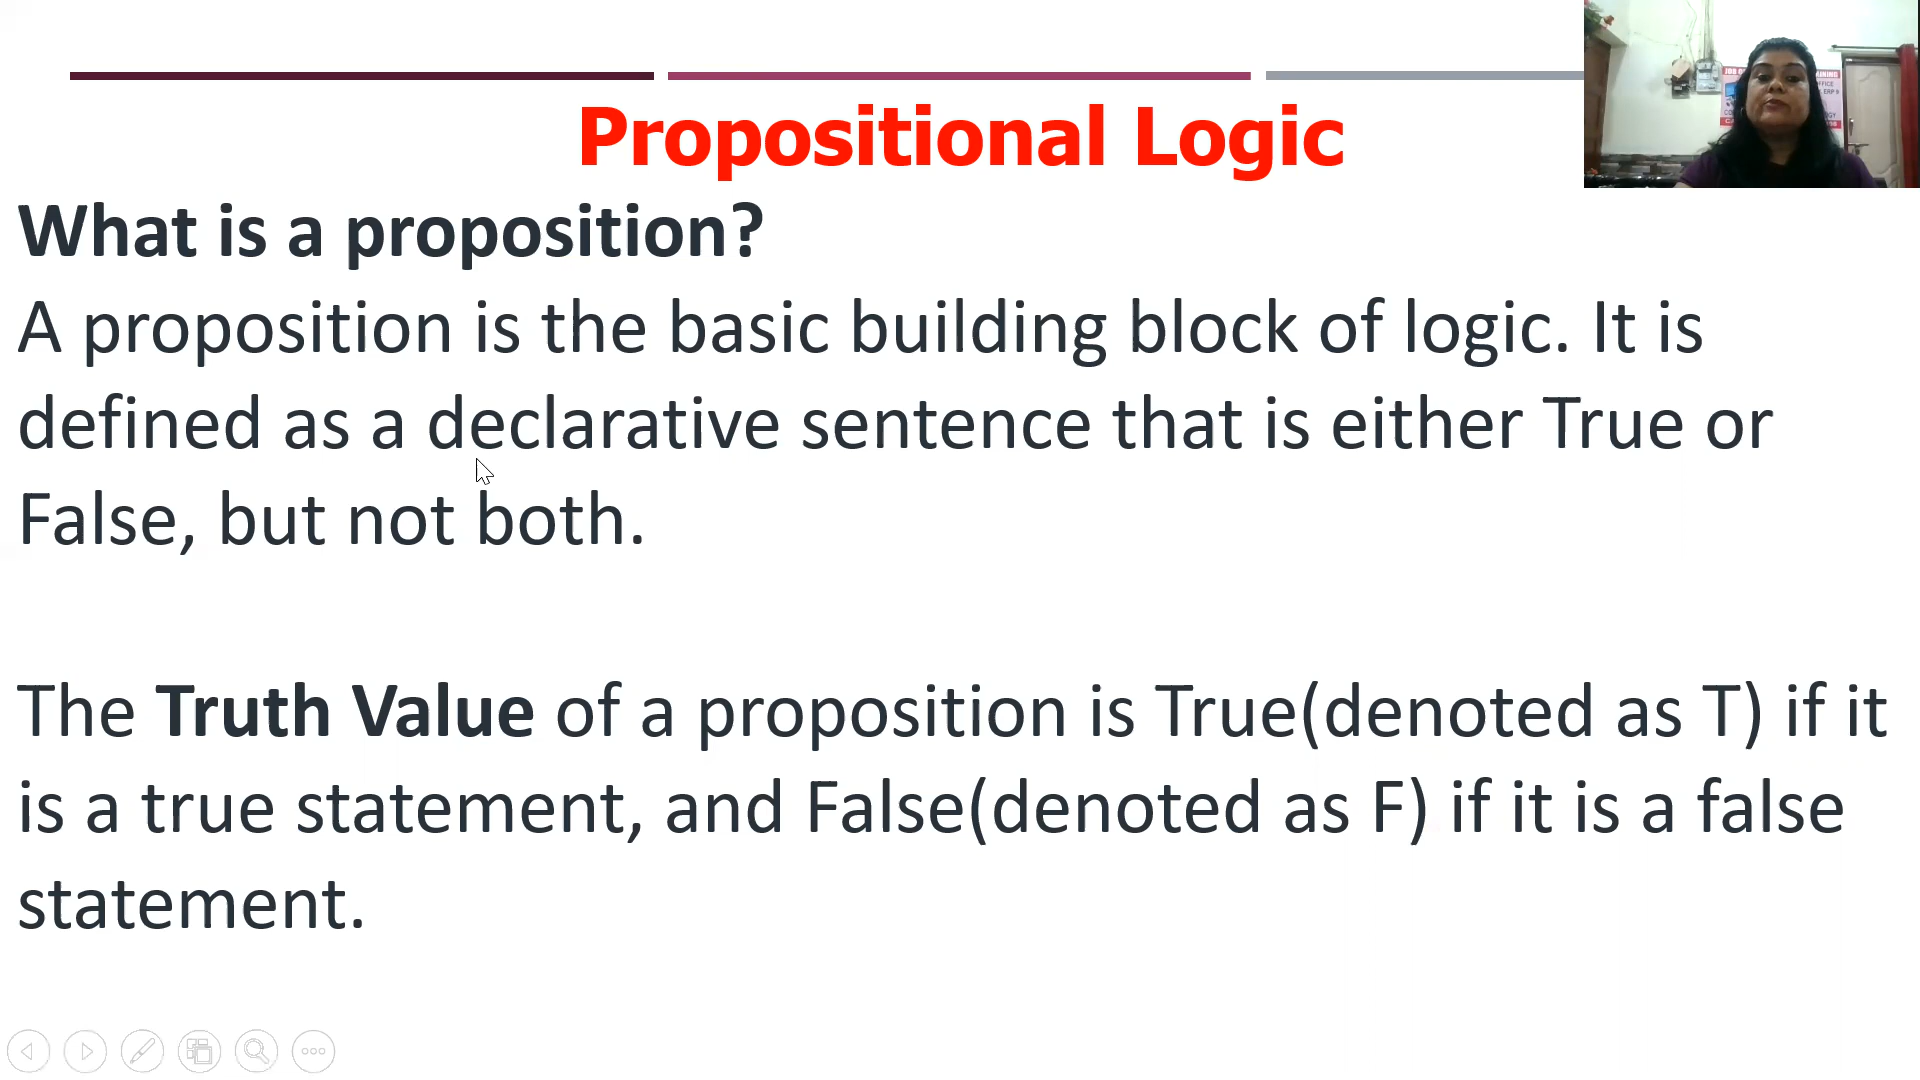 Propositional Logic
What is a proposition?
A proposition is the basic building block of logic. It is
defined as a declarative sentence that is either True or
False, but not both.
The Truth Value of a proposition is True(denoted as T) if it
is a true statement, and False(denoted as F) if it is a false
statement.